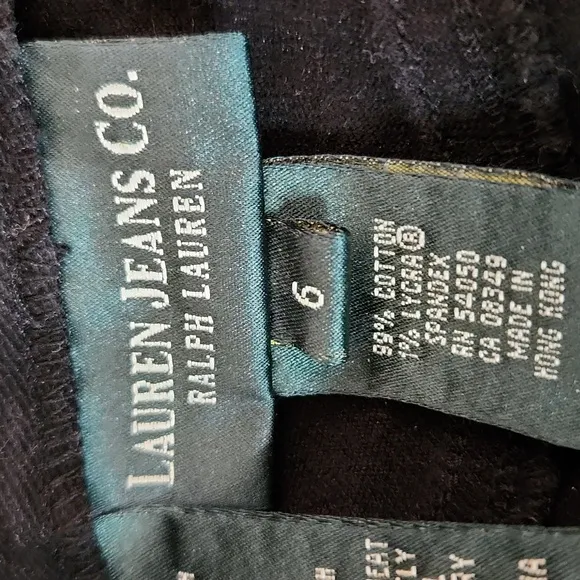 LAUREN JEANS CO.
RALPH LAUREN
6
99% COTTON
1% LYCRA®
SPANDEX
RN 54050
CA 08349
MADE IN
HONG KONG